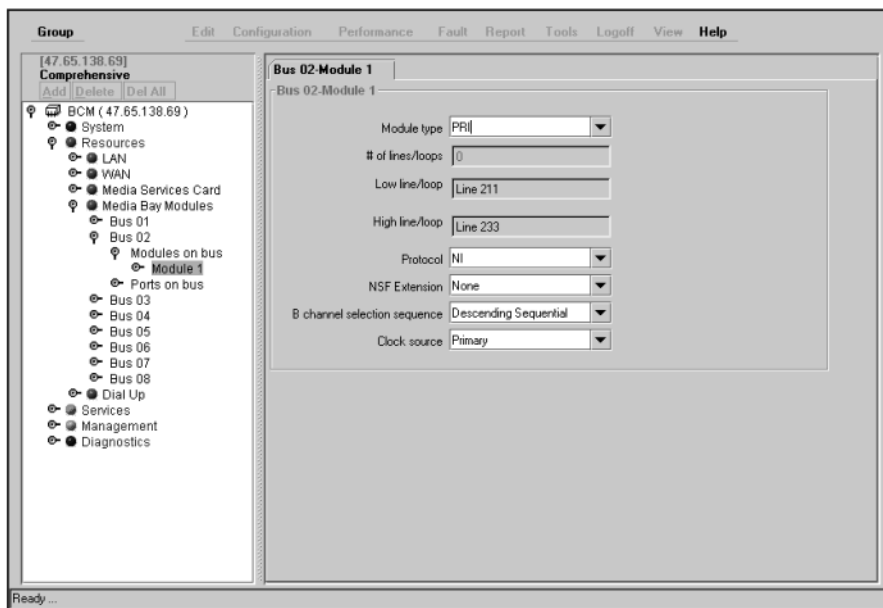 Group Edit Configuration Performance Fault Report Tools Logoff View Help
[47.65.138.69]
Comprehensive
Add Delete Del All
BCM ( 47.65.138.69 )
System
Resources
LAN
WAN
Media Services Card
Media Bay Modules
Bus 01
Bus 02
Modules on bus
Module 1
Ports on bus
Bus 03
Bus 04
Bus 05
Bus 06
Bus 07
Bus 08
Dial Up
Services
Management
Diagnostics
Bus 02-Module 1
Bus 02-Module 1
Module type PRI
# of lines/loops 0
Low line/loop Line 211
High line/loop Line 233
Protocol NI
NSF Extension None
B channel selection sequence Descending Sequential
Clock source Primary
Ready ...